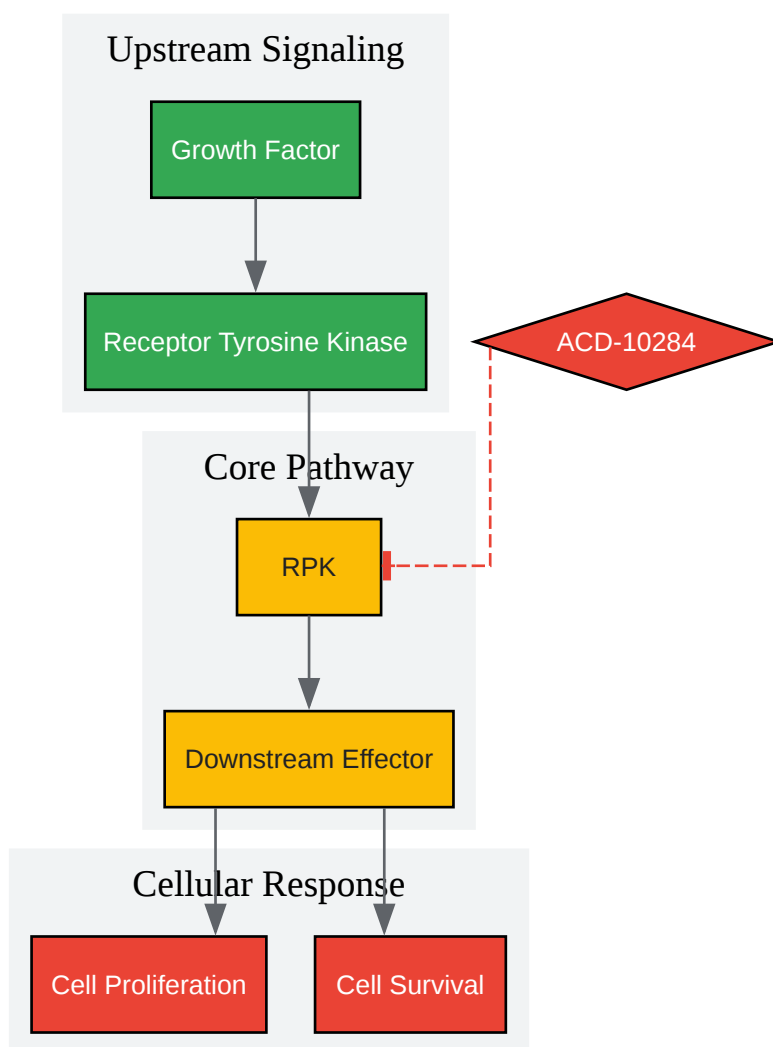 Upstream Signaling
Growth Factor
Receptor Tyrosine Kinase
ACD-10284
Core Pathway
RPK
Downstream Effector
Cellular Response
Cell Proliferation
Cell Survival